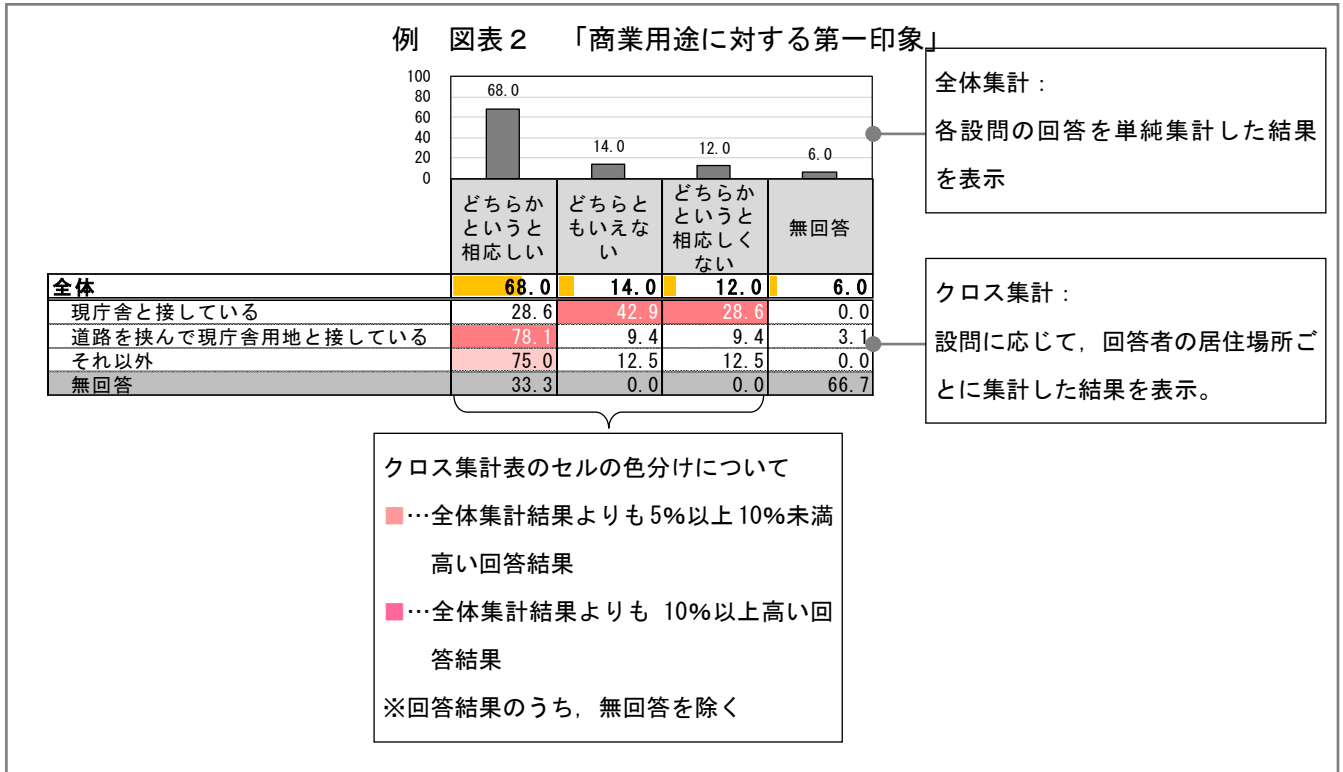 例 図表２ 「商業用途に対する第一印象」
100
80
60
40
20
0
68.0
14.0
12.0
6.0
どちらか
というと
相応しい
どちらと
もいえな
い
どちらか
というと
相応しく
ない
無回答
全体 68.0 14.0 12.0 6.0
現庁舎と接している 28.6 42.9 28.6 0.0
道路を挟んで現庁舎用地と接している 78.1 9.4 9.4 3.1
それ以外 75.0 12.5 12.5 0.0
無回答 33.3 0.0 0.0 66.7
全体集計：
各設問の回答を単純集計した結果
を表示
クロス集計：
設問に応じて，回答者の居住場所ご
とに集計した結果を表示。
クロス集計表のセルの色分けについて
■…全体集計結果よりも5%以上10%未満
高い回答結果
■…全体集計結果よりも 10%以上高い回
答結果
※回答結果のうち，無回答を除く